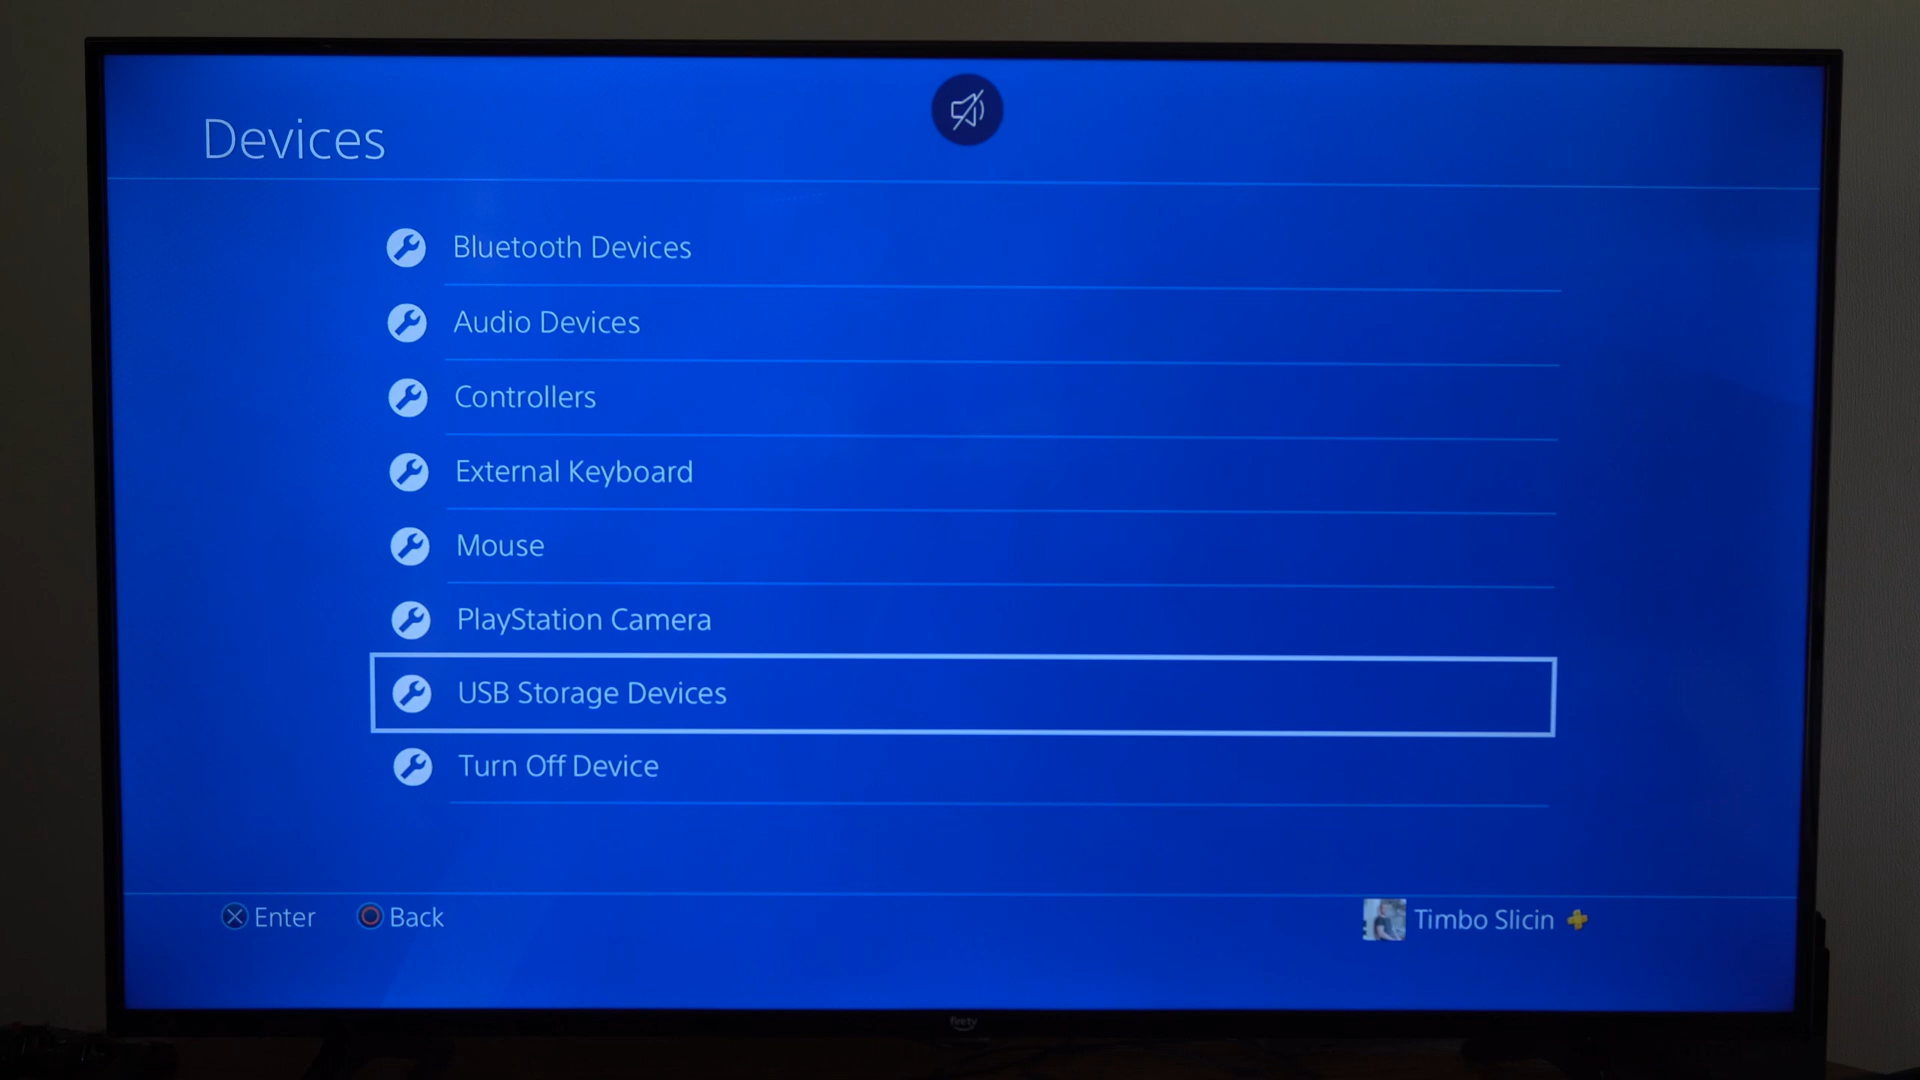 Devices
Bluetooth Devices
Audio Devices
Controllers
External Keyboard
Mouse
PlayStation Camera
USB Storage Devices
Turn Off Device
Enter
Back
Timbo Slicin
firetv